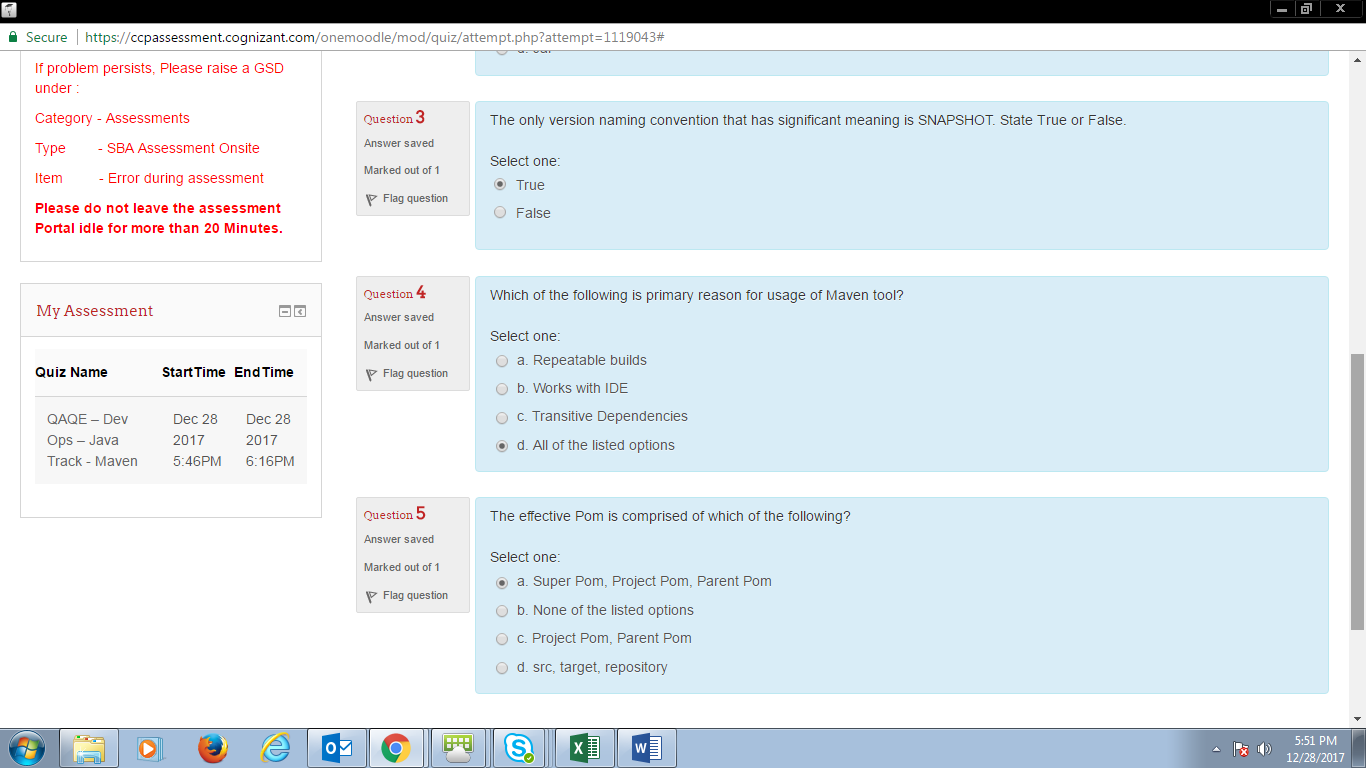 Secure https://ccpassessment.cognizant.com/onemoodle/mod/quiz/attempt.php?attempt=1119043#
If problem persists, Please raise a GSD
under :
Category - Assessments
Type - SBA Assessment Onsite
Item - Error during assessment
Please do not leave the assessment
Portal idle for more than 20 Minutes.
My Assessment
Quiz Name StartTime EndTime
QAQE – Dev Dec 28 Dec 28
Ops – Java 2017 2017
Track - Maven 5:46PM 6:16PM
Question 3
Answer saved
Marked out of 1
Flag question
The only version naming convention that has significant meaning is SNAPSHOT. State True or False.
Select one:
True
False
Question 4
Answer saved
Marked out of 1
Flag question
Which of the following is primary reason for usage of Maven tool?
Select one:
a. Repeatable builds
b. Works with IDE
c. Transitive Dependencies
d. All of the listed options
Question 5
Answer saved
Marked out of 1
Flag question
The effective Pom is comprised of which of the following?
Select one:
a. Super Pom, Project Pom, Parent Pom
b. None of the listed options
c. Project Pom, Parent Pom
d. src, target, repository
5:51 PM
12/28/2017